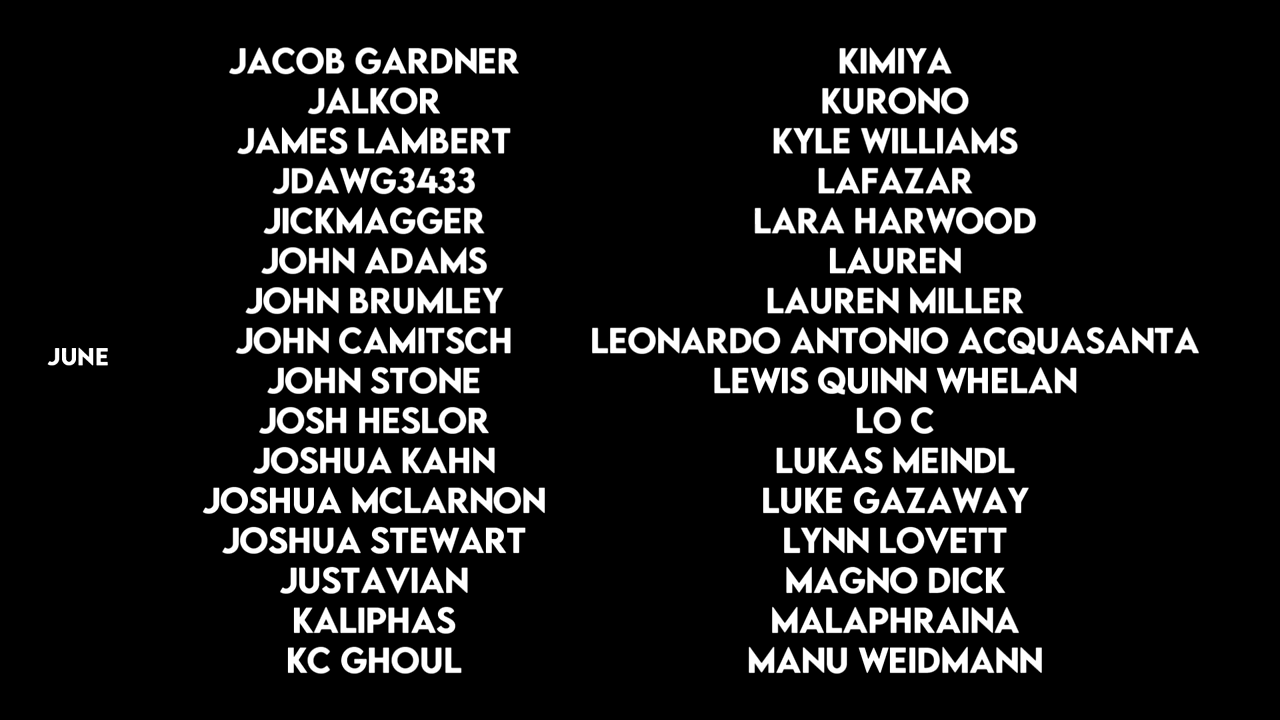 JUNE
JACOB GARDNER
JALKOR
JAMES LAMBERT
JDAWG3433
JICKMAGGER
JOHN ADAMS
JOHN BRUMLEY
JOHN CAMITSCH
JOHN STONE
JOSH HESLOR
JOSHUA KAHN
JOSHUA MCLARNON
JOSHUA STEWART
JUSTAVIAN
KALIPHAS
KC GHOUL
KIMIYA
KURONO
KYLE WILLIAMS
LAFAZAR
LARA HARWOOD
LAUREN
LAUREN MILLER
LEONARDO ANTONIO ACQUASANTA
LEWIS QUINN WHELAN
LO C
LUKAS MEINDL
LUKE GAZAWAY
LYNN LOVETT
MAGNO DICK
MALAPHRAINA
MANU WEIDMANN